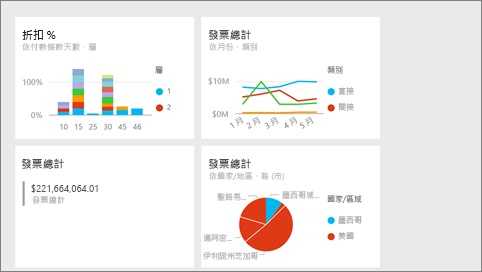 折扣 %
依付款條款天數、層
層
100%
0%
10 15 25 30 45 46
1
2
發票總計
依月份、類別
類別
$10M
$0M
1月 2月 3月 4月 5月
直接
間接
發票總計
$221,664,064.01
發票總計
發票總計
依國家/地區、縣 (市)
聖路易...
墨西哥城...
邁阿密...
伊利諾州芝加哥
國家/區域
墨西哥
美國